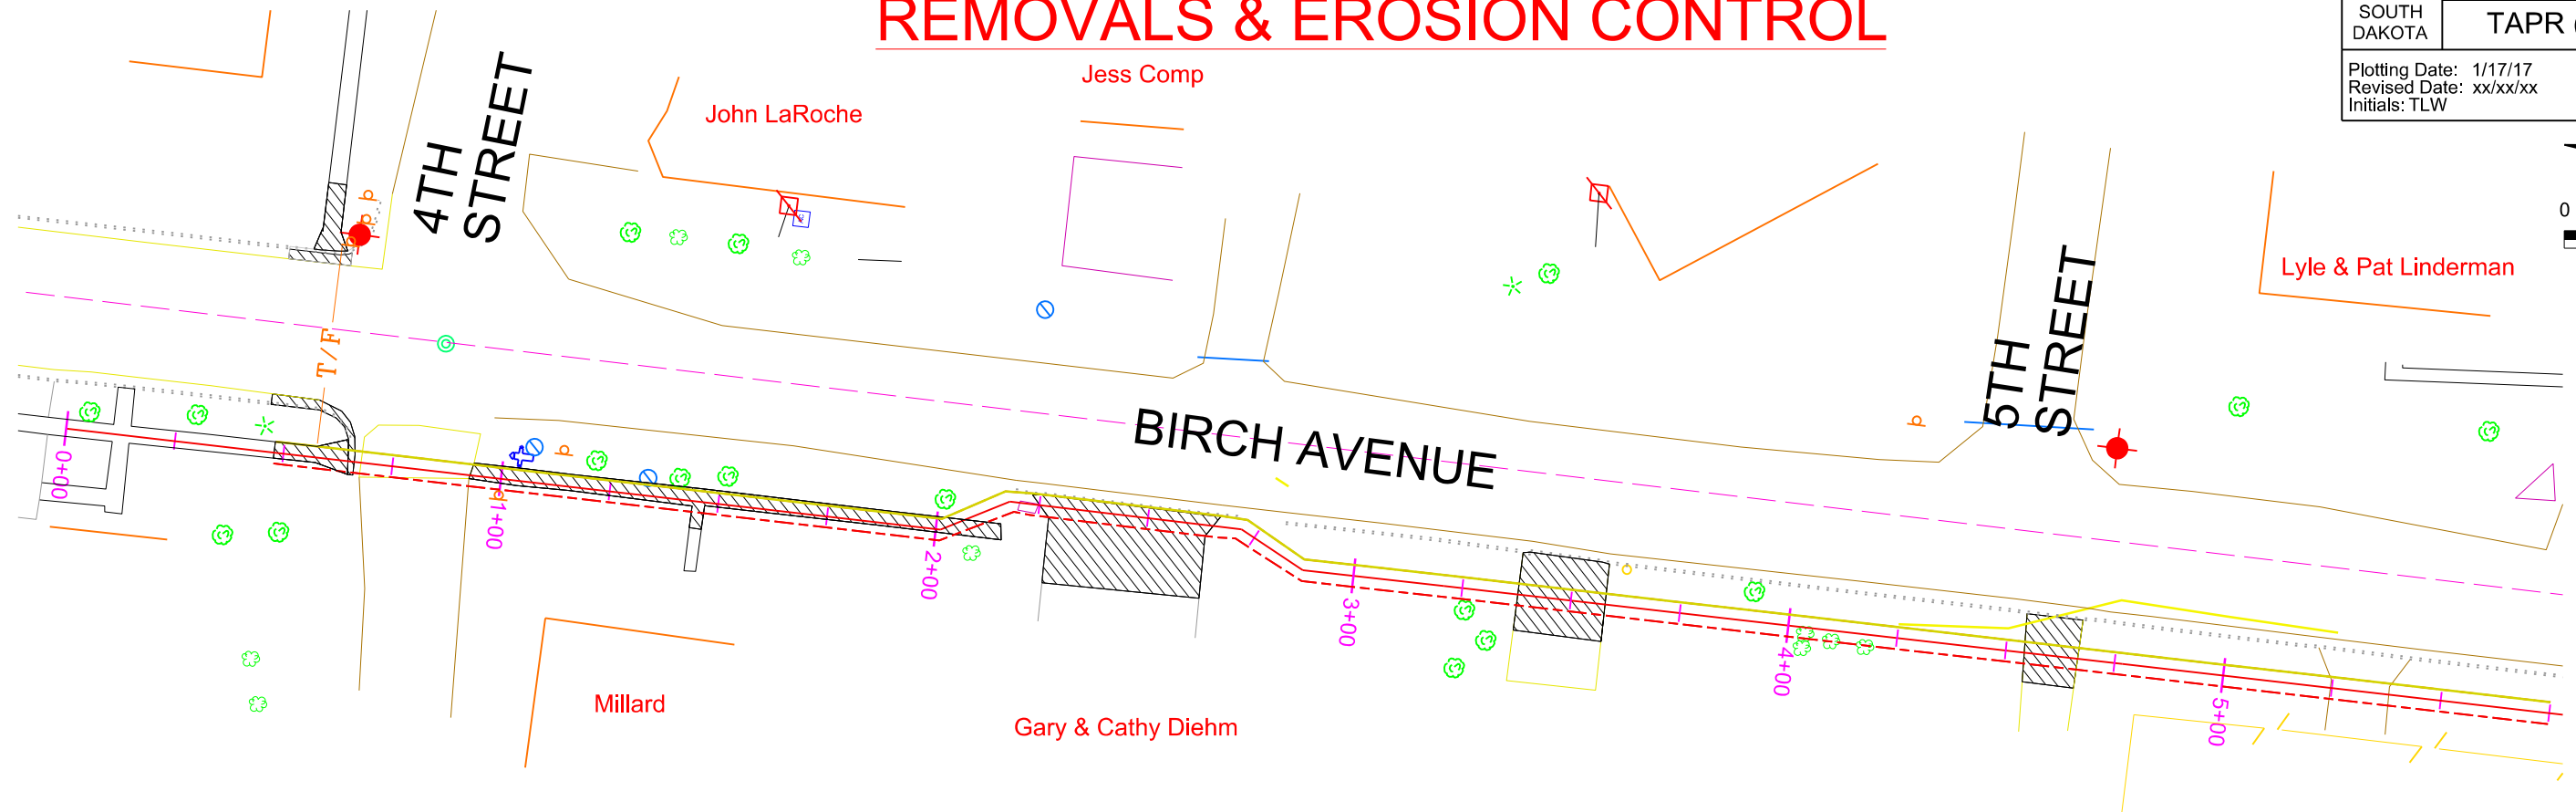 REMOVALS & EROSION CONTROL
SOUTH
DAKOTA
TAPR
Plotting Date: 1/17/17
Revised Date: xx/xx/xx
Initials: TLW
0
Jess Comp
John LaRoche
4TH
STREET
Lyle & Pat Linderman
5TH
STREET
T/F
BIRCH AVENUE
0+00
1+00
2+00
3+00
4+00
5+00
Millard
Gary & Cathy Diehm